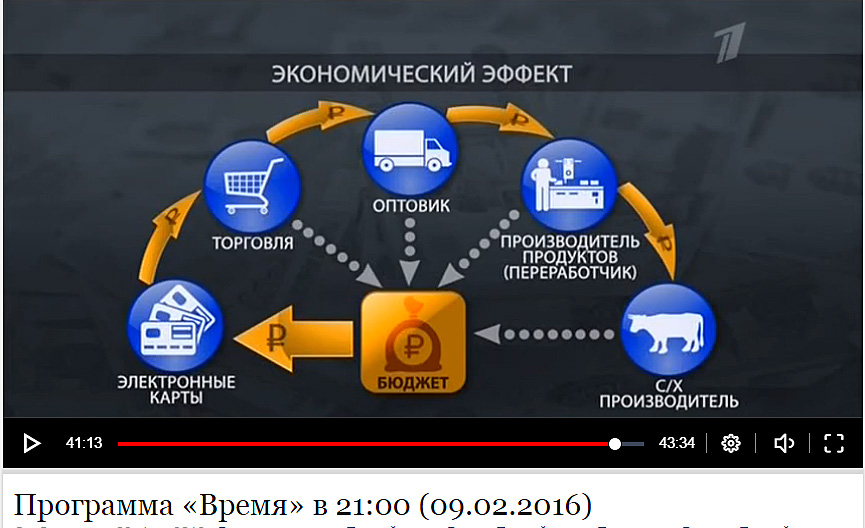 ЭКОНОМИЧЕСКИЙ ЭФФЕКТ
ОПТОВИК
ТОРГОВЛЯ
ПРОИЗВОДИТЕЛЬ
ПРОДУКТОВ
(ПЕРЕРАБОТЧИК)
ЭЛЕКТРОННЫЕ
КАРТЫ
БЮДЖЕТ
С/Х
ПРОИЗВОДИТЕЛЬ
41:13
43:34
Программа «Время» в 21:00 (09.02.2016)